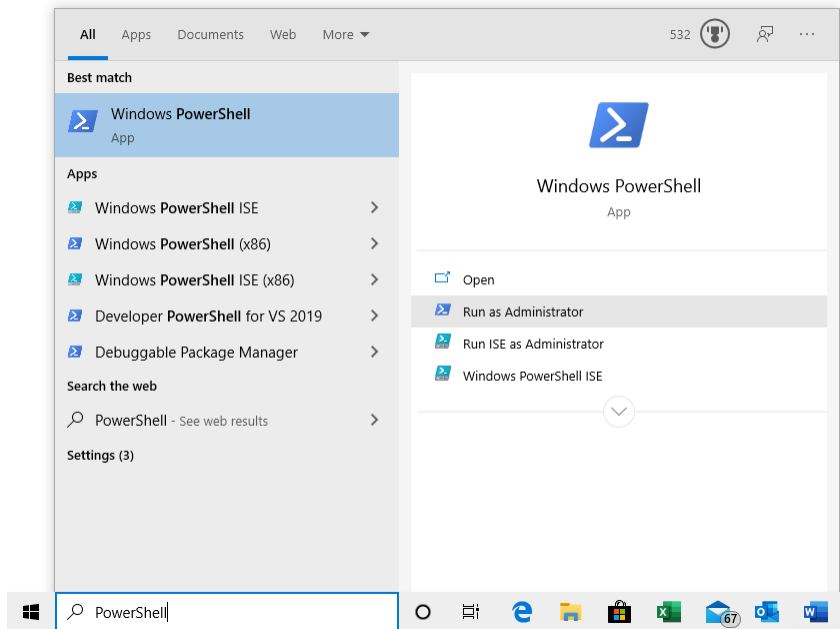 All Apps Documents Web More 532
Best match
Windows PowerShell
App
Apps
Windows PowerShell ISE
Windows PowerShell (x86)
Windows PowerShell ISE (x86)
Developer PowerShell for VS 2019
Debuggable Package Manager
Search the web
PowerShell - See web results
Settings (3)
Windows PowerShell
App
Open
Run as Administrator
Run ISE as Administrator
Windows PowerShell ISE
PowerShell
67